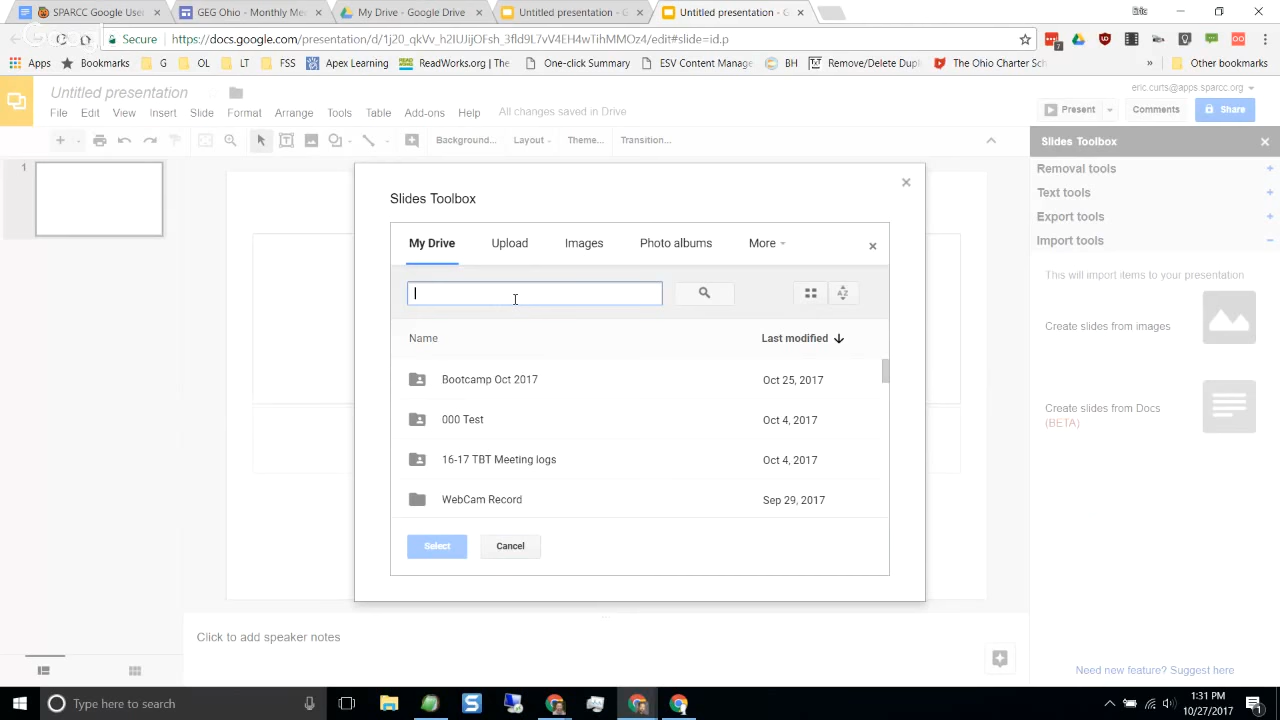 SPARCC Google User
GEG Ohio - Monthly Me
My Drive - Google Drive
Untitled presentation - G
Untitled presentation - G
Secure https://docs.google.com/presentation/d/1j20_qkVv_h2IUJijOFsh_3fld9L7vV4EH4wTihMMOz4/edit#slide=id.p
7
Apps Bookmarks G OL LT FSS Apex Learning ReadWorks.org | The One-click Summary ESV Content Manage BH Remove/Delete Dupl The Ohio Charter Sch » Other bookmarks
Untitled presentation
eric.curts@apps.sparcc.org
File Edit View Insert Slide Format Arrange Tools Table Add-ons Help All changes saved in Drive
Present Comments Share
Background... Layout Theme... Transition...
Slides Toolbox
1
Removal tools
Text tools
Export tools
Import tools
This will import items to your presentation
Create slides from images
Create slides from Docs
(BETA)
Slides Toolbox
My Drive Upload Images Photo albums More
AZ
Name Last modified
Bootcamp Oct 2017 Oct 25, 2017
000 Test Oct 4, 2017
16-17 TBT Meeting logs Oct 4, 2017
WebCam Record Sep 29, 2017
Select Cancel
Click to add speaker notes
Need new feature? Suggest here
Type here to search
1:31 PM
10/27/2017